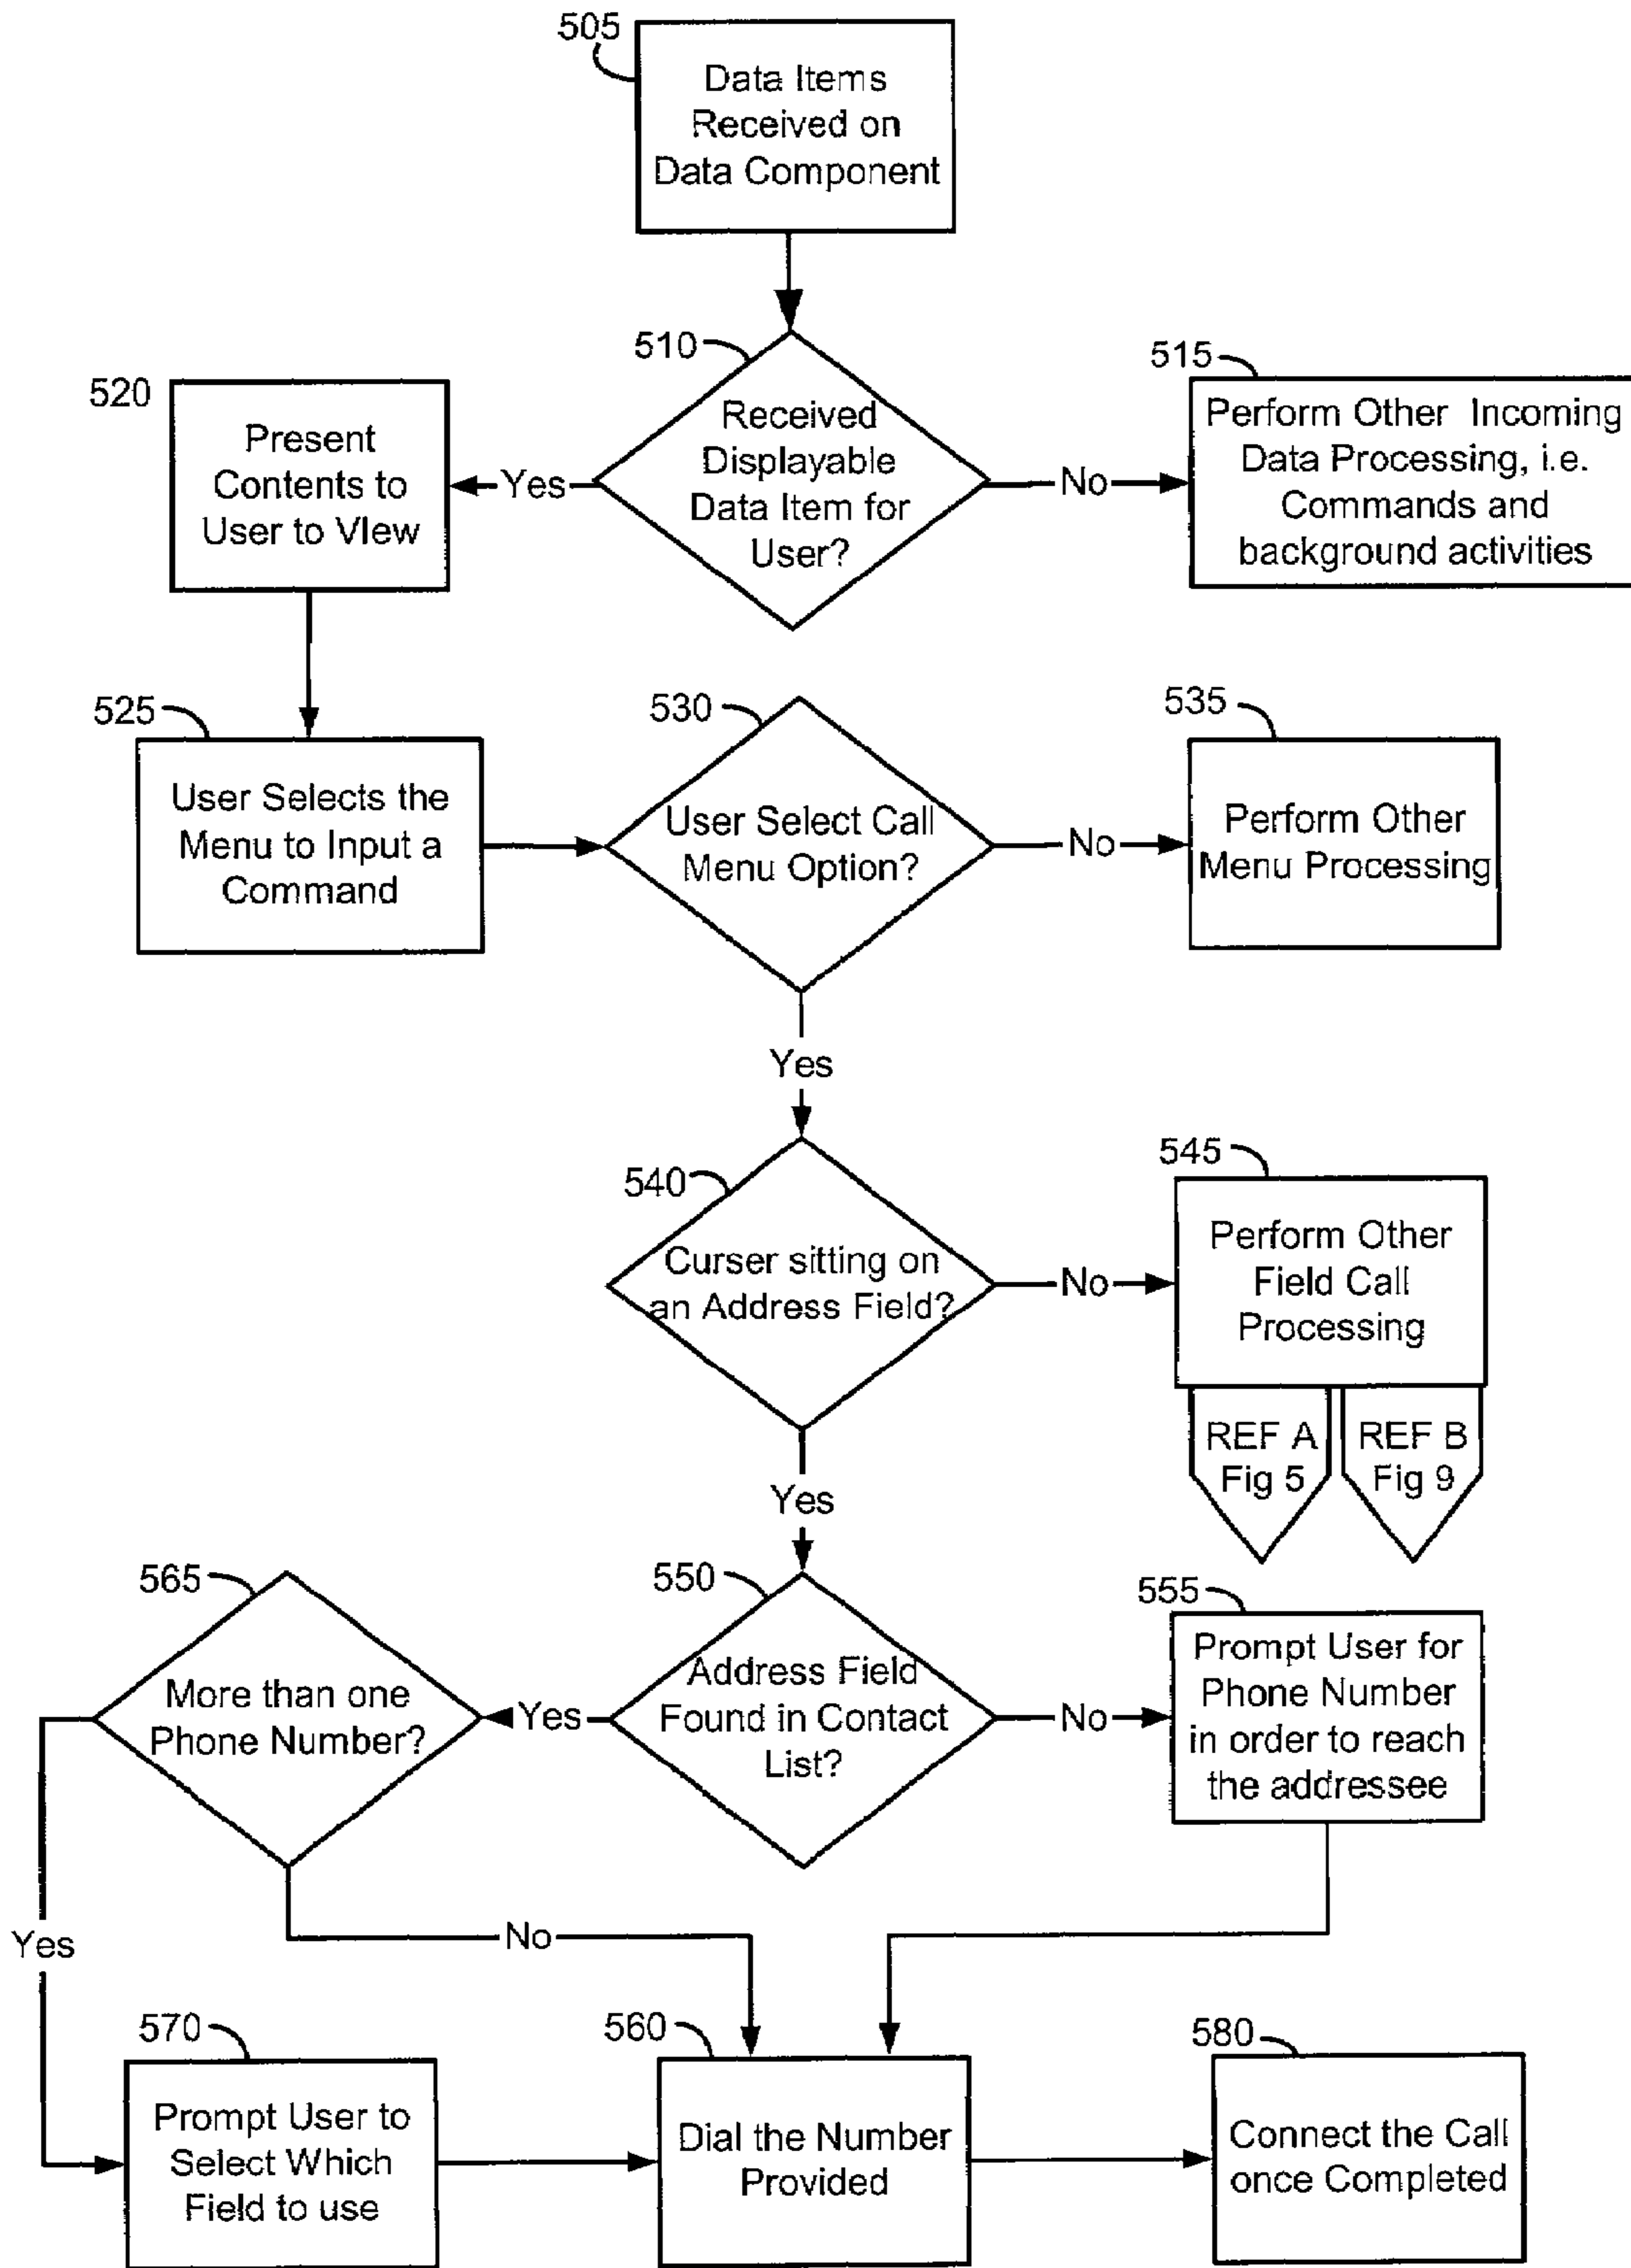 505
Data Items
Received on
Data Component
510
Received
Displayable
Data Item for
User?
Yes
No
515
Perform Other Incoming
Data Processing, i.e.
Commands and
background activities
520
Present
Contents to
User to VIew
525
User Selects the
Menu to Input a
Command
530
User Select Call
Menu Option?
No
535
Perform Other
Menu Processing
Yes
540
Curser sitting on
an Address Field?
No
545
Perform Other
Field Call
Processing
REF A
Fig 5
REF B
Fig 9
Yes
550
Address Field
Found in Contact
List?
Yes
No
555
Prompt User for
Phone Number
in order to reach
the addressee
565
More than one
Phone Number?
Yes
No
570
Prompt User to
Select Which
Field to use
560
Dial the Number
Provided
580
Connect the Call
once Completed